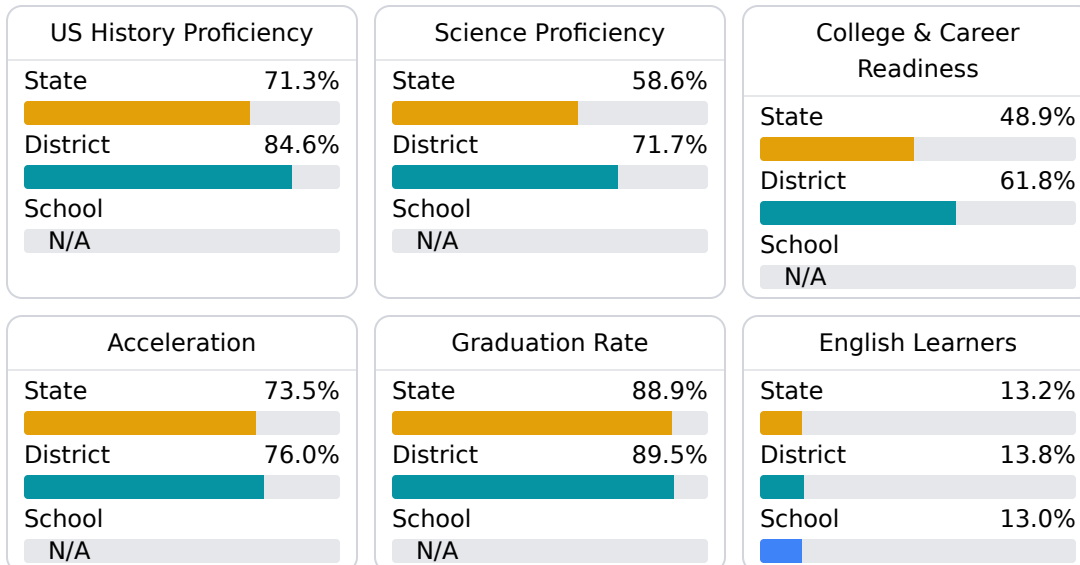 US History Proficiency
State 71.3%
District 84.6%
School
N/A
Science Proficiency
State 58.6%
District 71.7%
School
N/A
College & Career
Readiness
State 48.9%
District 61.8%
School
N/A
Acceleration
State 73.5%
District 76.0%
School
N/A
Graduation Rate
State 88.9%
District 89.5%
School
N/A
English Learners
State 13.2%
District 13.8%
School 13.0%